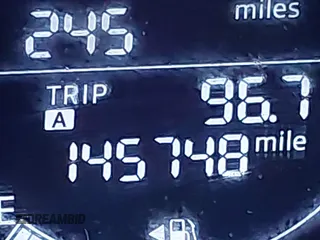 245 miles
TRIP A 96.7
145748 mile
E
DREAMBID